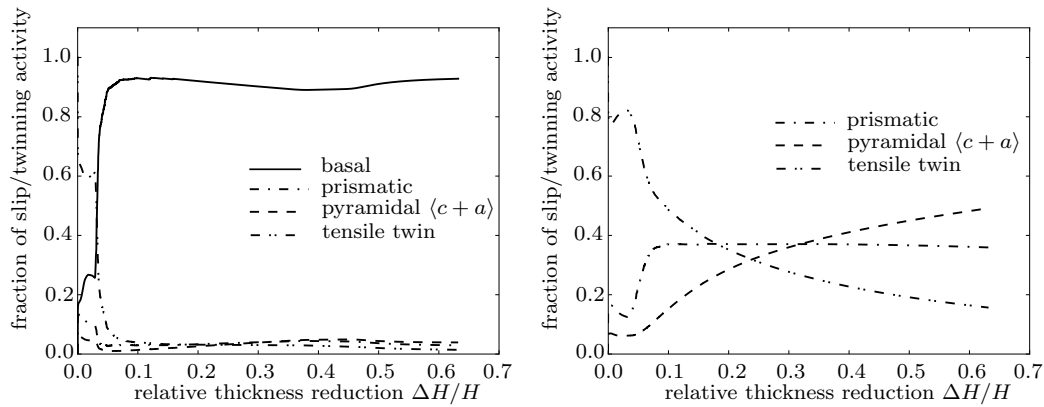 fraction of slip/twinning activity
1.0
0.8
0.6
0.4
0.2
0.0
basal
prismatic
pyramidal ⟨c + a⟩
tensile twin
0.0 0.1 0.2 0.3 0.4 0.5 0.6 0.7
relative thickness reduction ΔH/H
fraction of slip/twinning activity
1.0
0.8
0.6
0.4
0.2
0.0
prismatic
pyramidal ⟨c + a⟩
tensile twin
0.0 0.1 0.2 0.3 0.4 0.5 0.6 0.7
relative thickness reduction ΔH/H